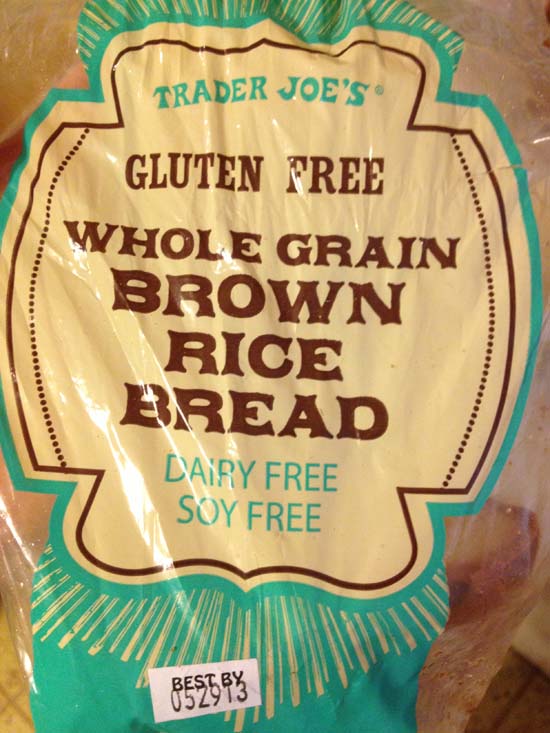 TRADER JOE'S®
GLUTEN FREE
WHOLE GRAIN
BROWN
RICE
BREAD
DAIRY FREE
SOY FREE
BEST BY
052913